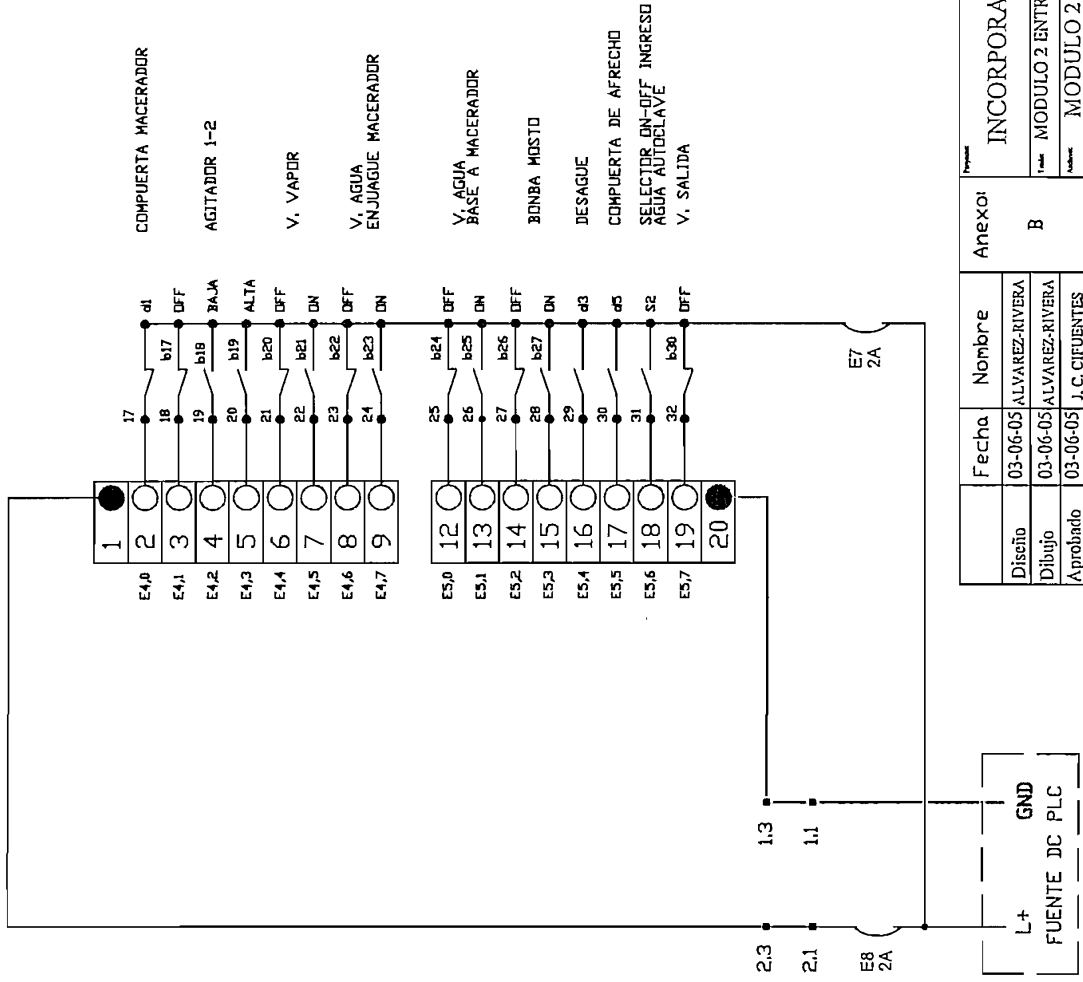 1
2
3
4
5
6
7
8
9
12
13
14
15
16
17
18
19
20
E4,0
E4,1
E4,2
E4,3
E4,4
E4,5
E4,6
E4,7
E5,0
E5,1
E5,2
E5,3
E5,4
E5,5
E5,6
E5,7
17
18
19
20
21
22
23
24
25
26
27
28
29
30
31
32
b17
b18
b19
b20
b21
b22
b23
b24
b25
b26
b27
b30
d1
OFF
BAJA
ALTA
OFF
ON
OFF
ON
OFF
ON
OFF
ON
d3
d5
S2
OFF
COMPUERTA MACERADOR
AGITADOR 1-2
V. VAPOR
V. AGUA
ENJUAGUE MACERADOR
V. AGUA
BASE A MACERADOR
BONBA MOSTO
DESAGUE
COMPUERTA DE AFRECHO
SELECTOR ON-OFF INGRESO
AGUA AUTOCLAVE
V. SALIDA
E7
2A
1.3
1.1
2.3
2.1
E8
2A
L+
GND
FUENTE DC PLC
Fecha Nombre Anexo:
Diseño 03-06-05 ALVAREZ-RIVERA
Dibujo 03-06-05 ALVAREZ-RIVERA
Aprobado 03-06-05 J. C. CIFUENTES
B
INCORPORA
MODULO 2 ENTR
MODULO 2